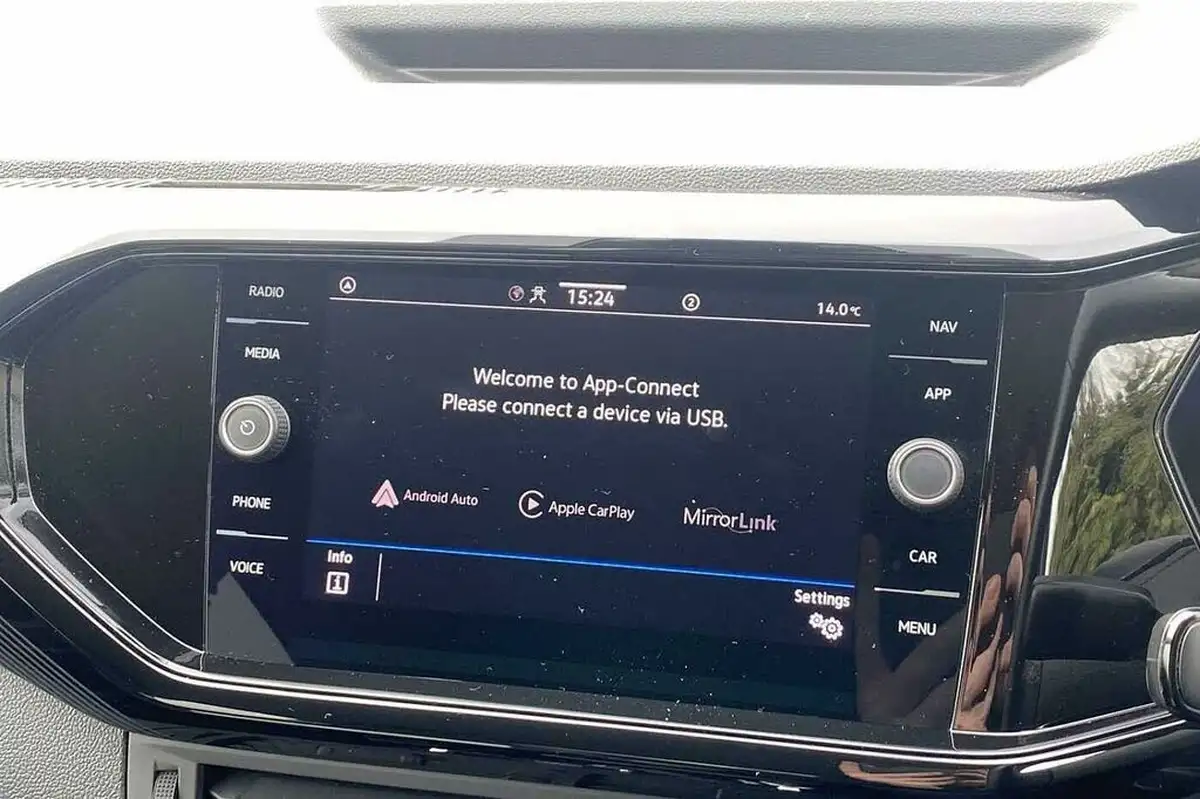 RADIO
MEDIA
PHONE
VOICE
15:24
2
14.0°C
Welcome to App-Connect
Please connect a device via USB.
Android Auto
Apple CarPlay
MirrorLink
Info
i
Settings
NAV
APP
CAR
MENU